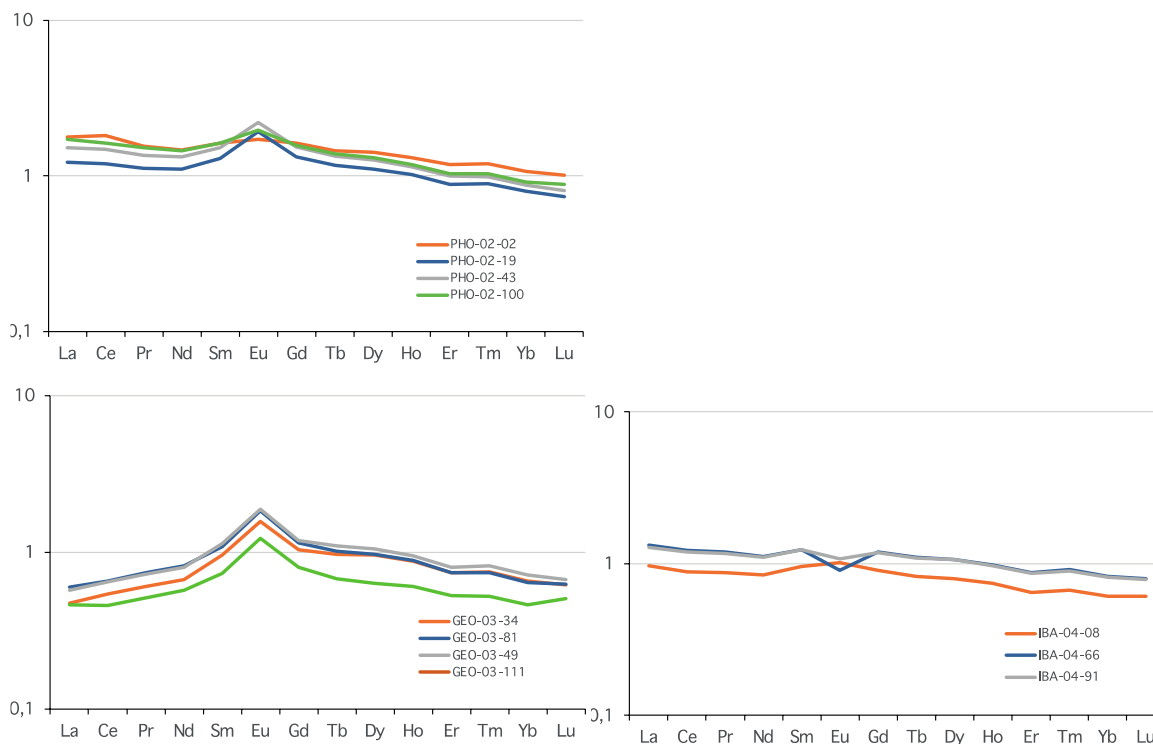 10
1
0,1
La Ce Pr Nd Sm Eu Gd Tb Dy Ho Er Tm Yb Lu
PHO-02-02
PHO-02-19
PHO-02-43
PHO-02-100
10
1
0,1
La Ce Pr Nd Sm Eu Gd Tb Dy Ho Er Tm Yb Lu
GEO-03-34
GEO-03-81
GEO-03-49
GEO-03-111
10
1
0,1
La Ce Pr Nd Sm Eu Gd Tb Dy Ho Er Tm Yb Lu
IBA-04-08
IBA-04-66
IBA-04-91